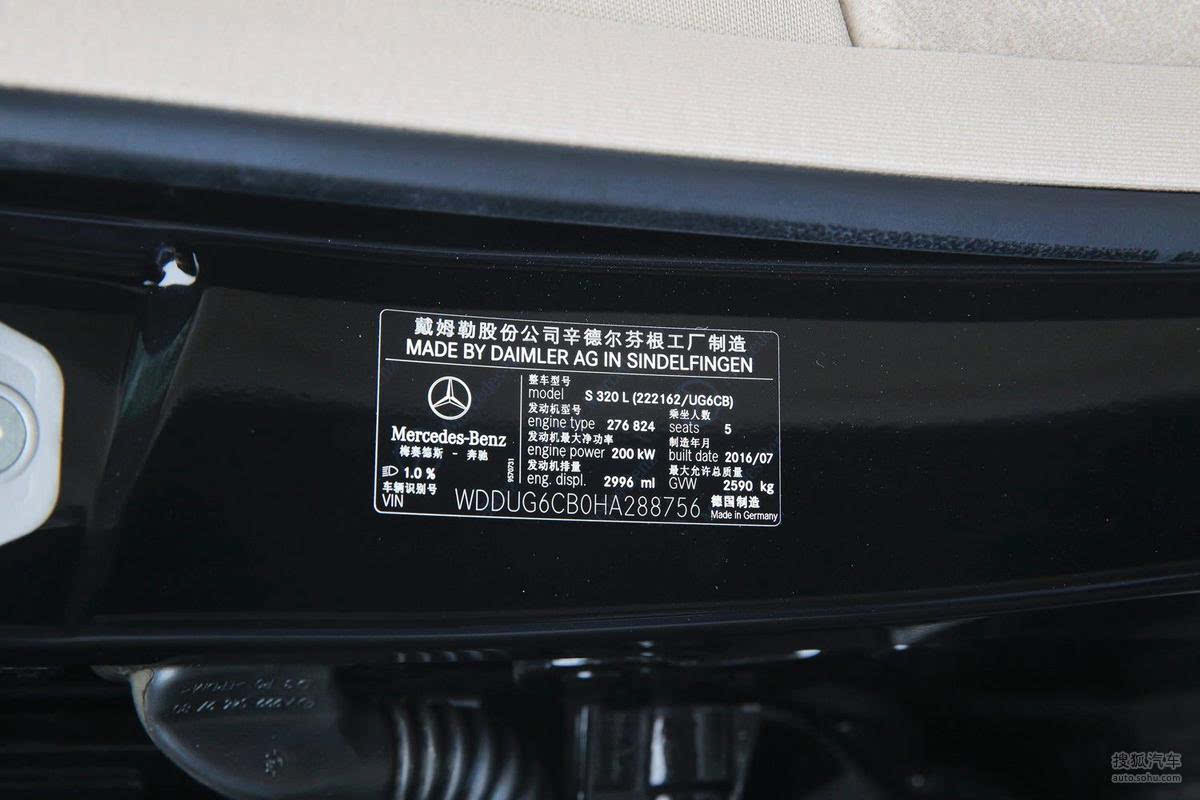 戴姆勒股份公司辛德尔芬根工厂制造
MADE BY DAIMLER AG IN SINDELFINGEN
Mercedes-Benz
梅赛德斯 - 奔驰
1.0 %
整车型号
model S 320 L (222162/UG6CB)
发动机型号 乘坐人数
engine type 276 824 seats 5
发动机最大净功率 制造年月
engine power 200 kW built date 2016/07
发动机排量 最大允许总质量
eng. displ. 2996 ml GVW 2590 kg
车辆识别号
VIN WDDUG6CB0HA288756
德国制造
Made in Germany
搜狐汽车
auto.sohu.com